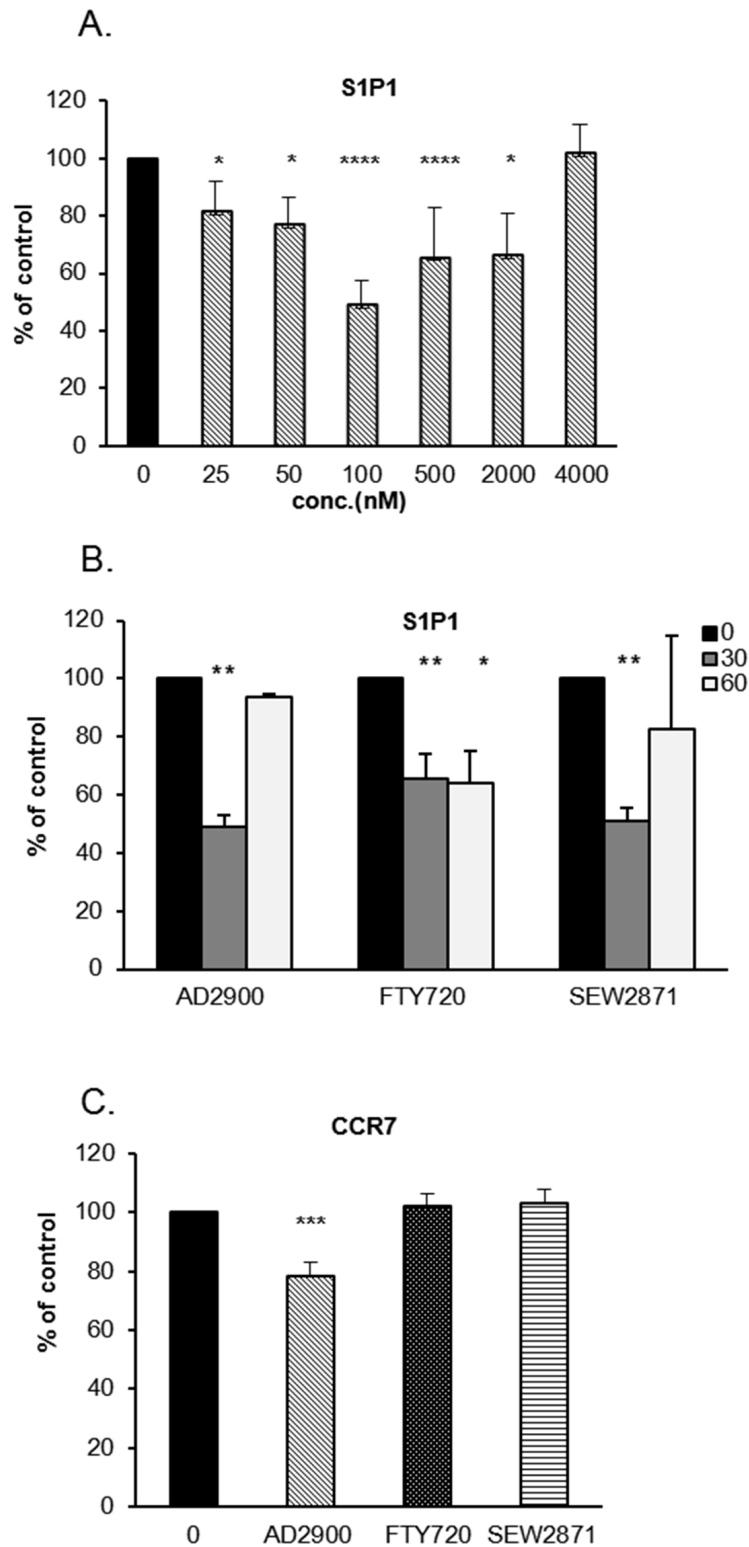 A.
S1P1
120
100
80
60
40
20
0
% of control
* * **** **** *
0 25 50 100 500 2000 4000
conc.(nM)
B.
S1P1
120
100
80
60
40
20
0
% of control
** ** * **
0
30
60
AD2900 FTY720 SEW2871
C.
CCR7
120
100
80
60
40
20
0
% of control
***
0 AD2900 FTY720 SEW2871